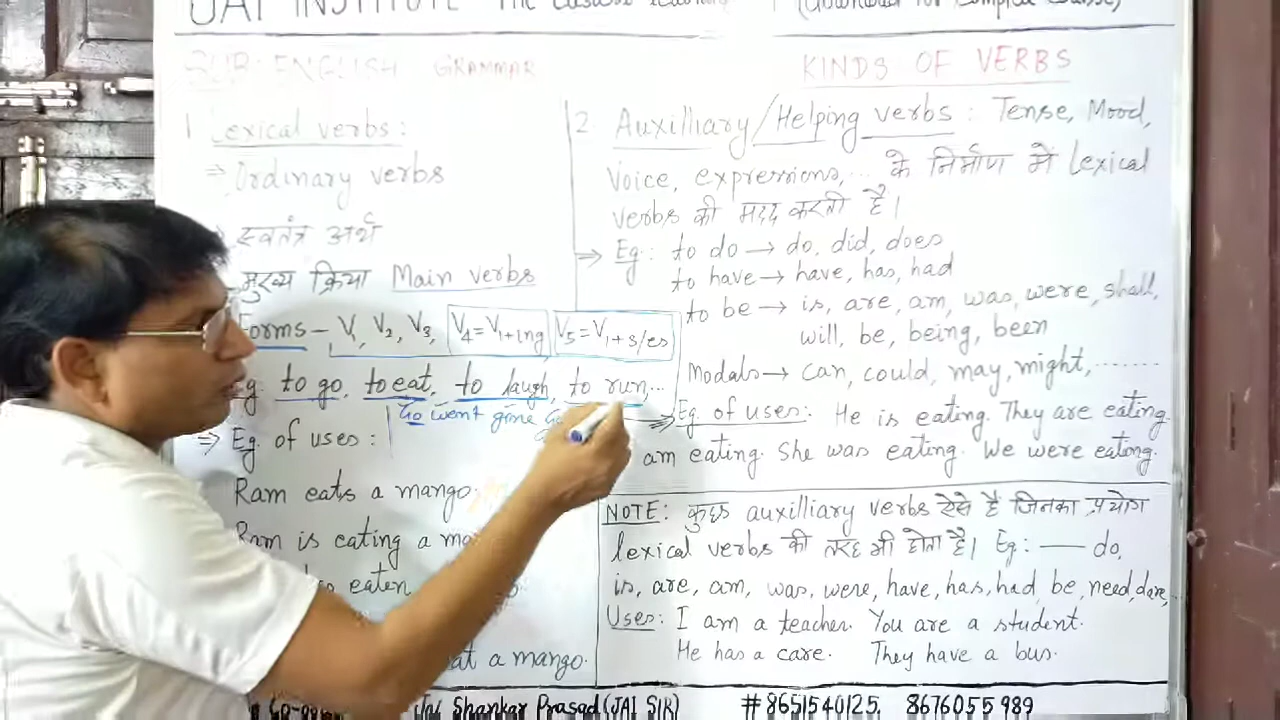 JAI INSTITUTE The Easiest (Download for Complete Course)
SUB: ENGLISH GRAMMAR
KINDS OF VERBS
1. Lexical verbs:
⇒ Ordinary verbs
स्वतंत्र अर्थ
मुख्य क्रिया Main verbs
Forms – V₁, V₂, V₃, V₄=V₁+ing V₅=V₁+s/es
Eg. to go, to eat, to laugh, to run,...
Go went gone
⇒ Eg. of uses:
Ram eats a mango.
Ram is eating a
eaten
at a mango.
2. Auxilliary/Helping verbs: Tense, Mood,
Voice, expressions,... के निर्माण में Lexical
verbs की मदद करती है।
⇒ Eg: to do → do, did, does
to have → have, has, had
to be → is, are, am, was, were, shall,
will, be, being, been
Modals → can, could, may, might,........
⇒ Eg. of uses: He is eating. They are eating.
am eating. She was eating. We were eating.
NOTE: कुछ auxilliary verbs ऐसे हैं जिनका प्रयोग
lexical verbs की तरह भी होता है। Eg: — do,
is, are, am, was, were, have, has, had, be, need, dare,...
Uses: I am a teacher. You are a student.
He has a care. They have a bus.
Jai Shankar Prasad (JAI SIR) # 8651540125, 8676055989